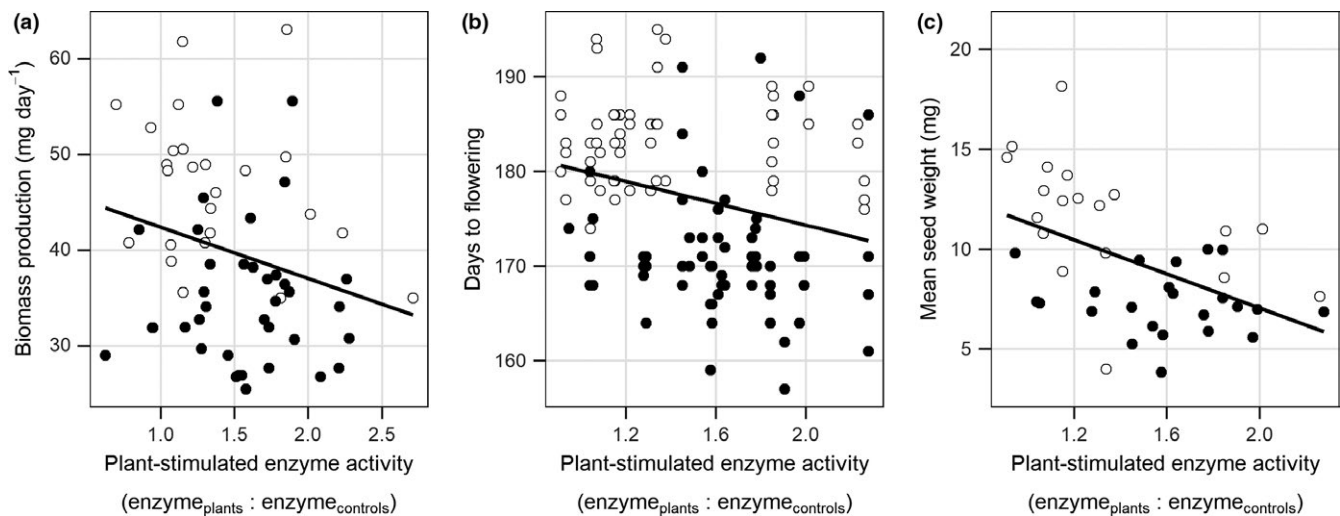 (a)
Biomass production (mg day⁻¹)
60
50
40
30
1.0 1.5 2.0 2.5
Plant-stimulated enzyme activity
(enzymeplants : enzymecontrols)
(b)
Days to flowering
190
180
170
160
1.2 1.6 2.0
Plant-stimulated enzyme activity
(enzymeplants : enzymecontrols)
(c)
Mean seed weight (mg)
20
15
10
5
1.2 1.6 2.0
Plant-stimulated enzyme activity
(enzymeplants : enzymecontrols)